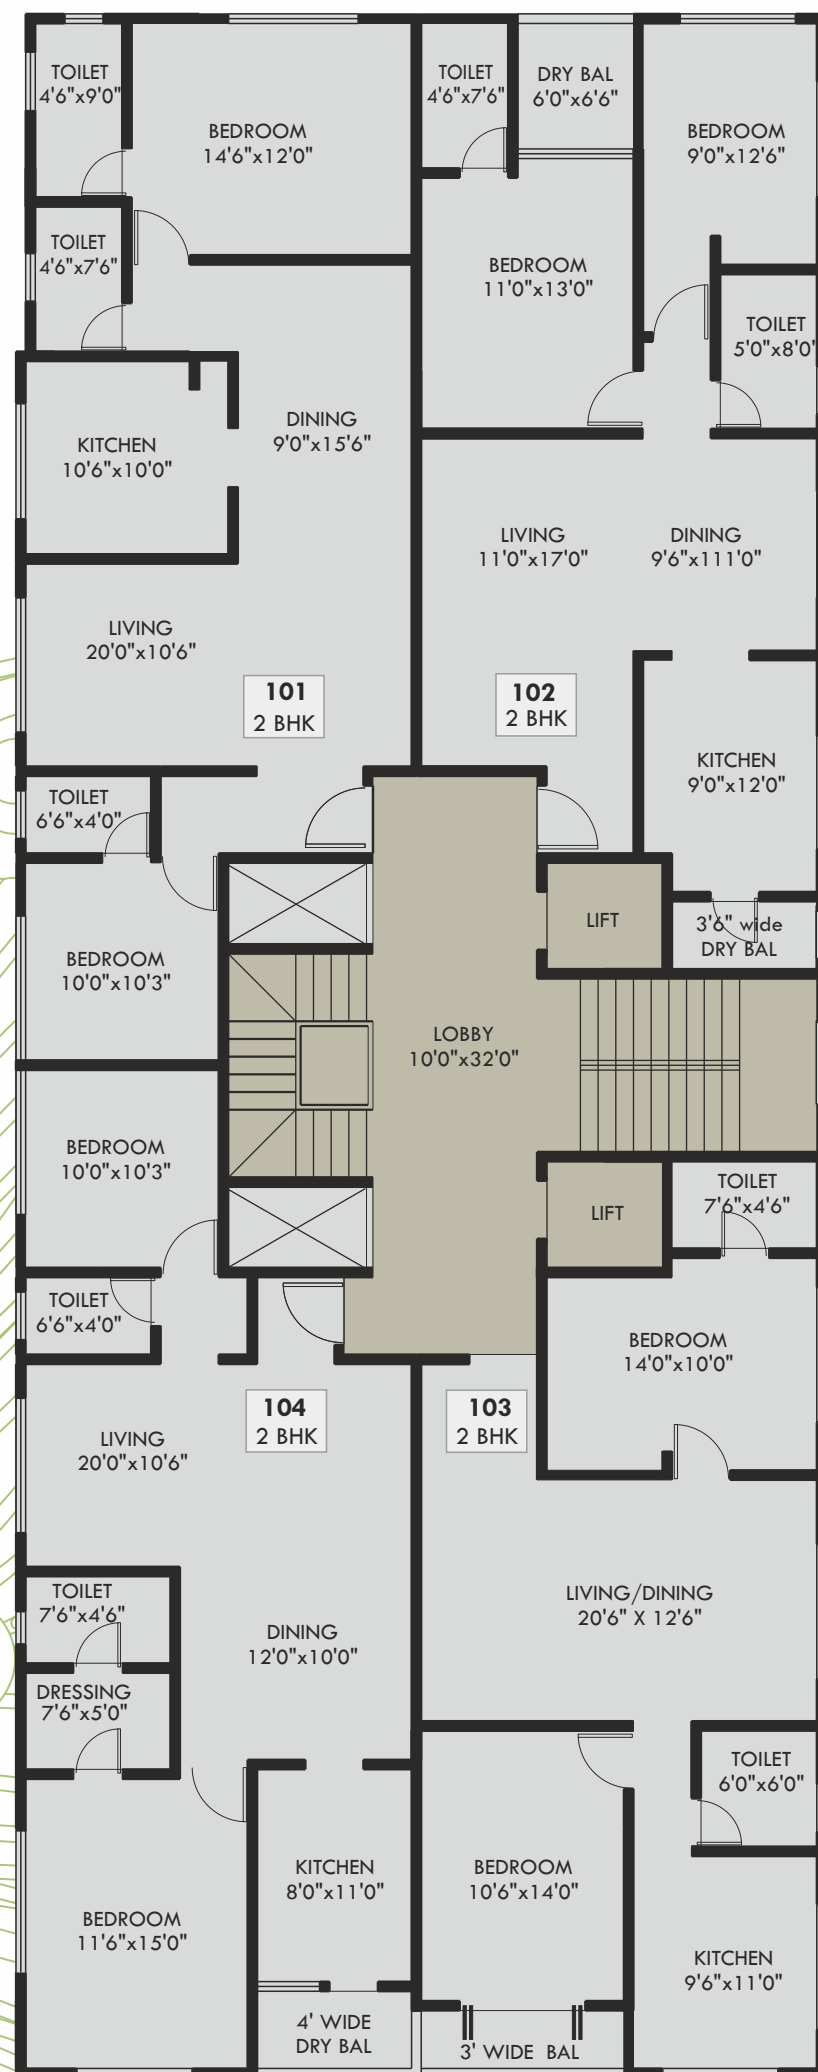 TOILET
4'6"x9'0"
BEDROOM
14'6"x12'0"
TOILET
4'6"x7'6"
DRY BAL
6'0"x6'6"
BEDROOM
9'0"x12'6"
TOILET
4'6"x7'6"
BEDROOM
11'0"x13'0"
TOILET
5'0"x8'0"
KITCHEN
10'6"x10'0"
DINING
9'0"x15'6"
LIVING
11'0"x17'0"
DINING
9'6"x111'0"
LIVING
20'0"x10'6"
101
2 BHK
102
2 BHK
KITCHEN
9'0"x12'0"
TOILET
6'6"x4'0"
LIFT
3'6" wide
DRY BAL
BEDROOM
10'0"x10'3"
LOBBY
10'0"x32'0"
BEDROOM
10'0"x10'3"
LIFT
TOILET
7'6"x4'6"
TOILET
6'6"x4'0"
BEDROOM
14'0"x10'0"
104
2 BHK
103
2 BHK
LIVING
20'0"x10'6"
TOILET
7'6"x4'6"
DINING
12'0"x10'0"
LIVING/DINING
20'6" X 12'6"
DRESSING
7'6"x5'0"
TOILET
6'0"x6'0"
KITCHEN
8'0"x11'0"
BEDROOM
10'6"x14'0"
BEDROOM
11'6"x15'0"
KITCHEN
9'6"x11'0"
4' WIDE
DRY BAL
3' WIDE BAL